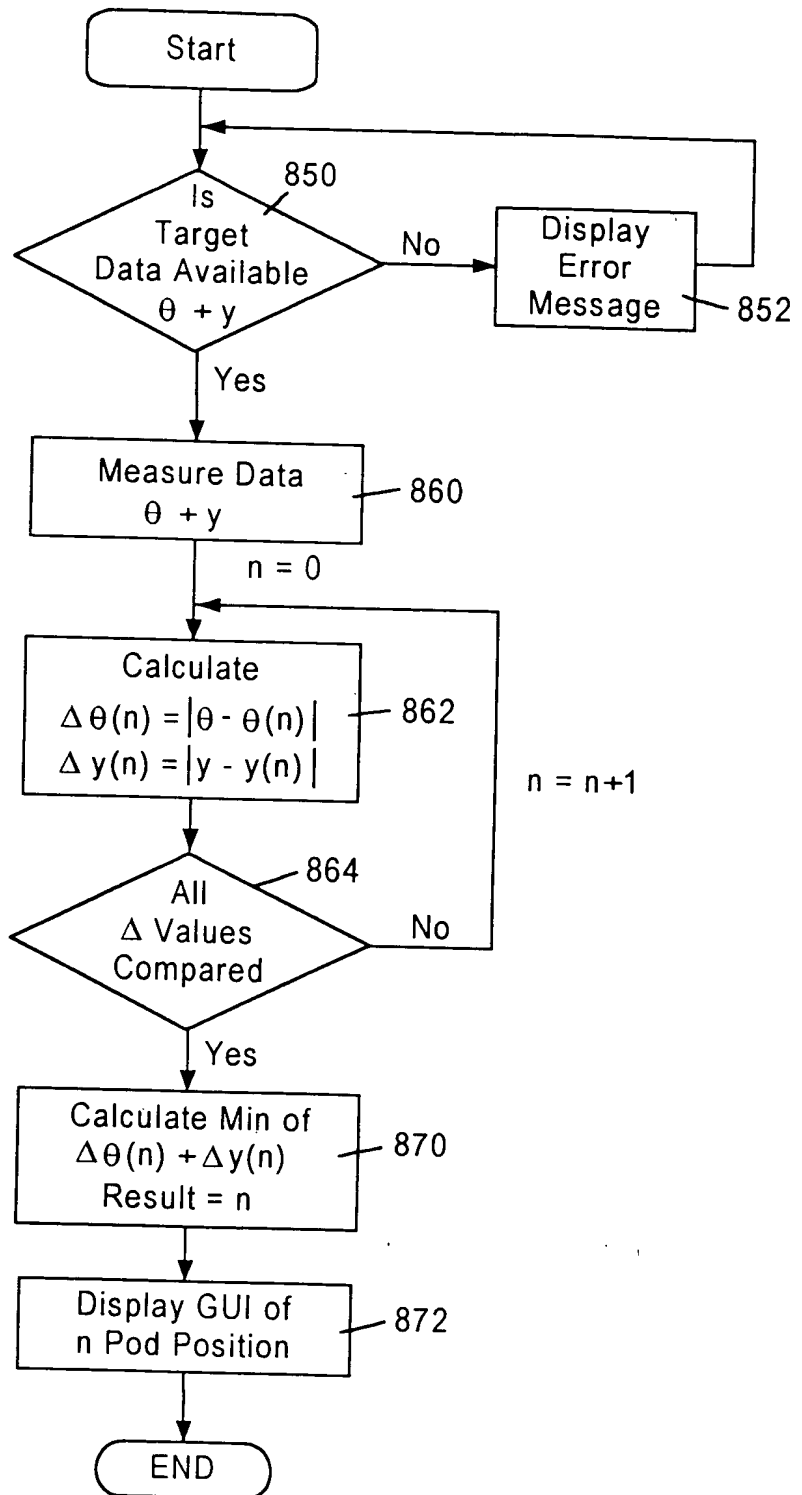 Start
850
Is
Target
Data Available
θ + y
No
Display
Error
Message
852
Yes
Measure Data
θ + y
860
n = 0
Calculate
Δ θ(n) = |θ - θ(n)|
Δ y(n) = |y - y(n)|
862
n = n+1
864
All
Δ Values
Compared
No
Yes
Calculate Min of
Δθ(n) + Δy(n)
Result = n
870
Display GUI of
n Pod Position
872
END